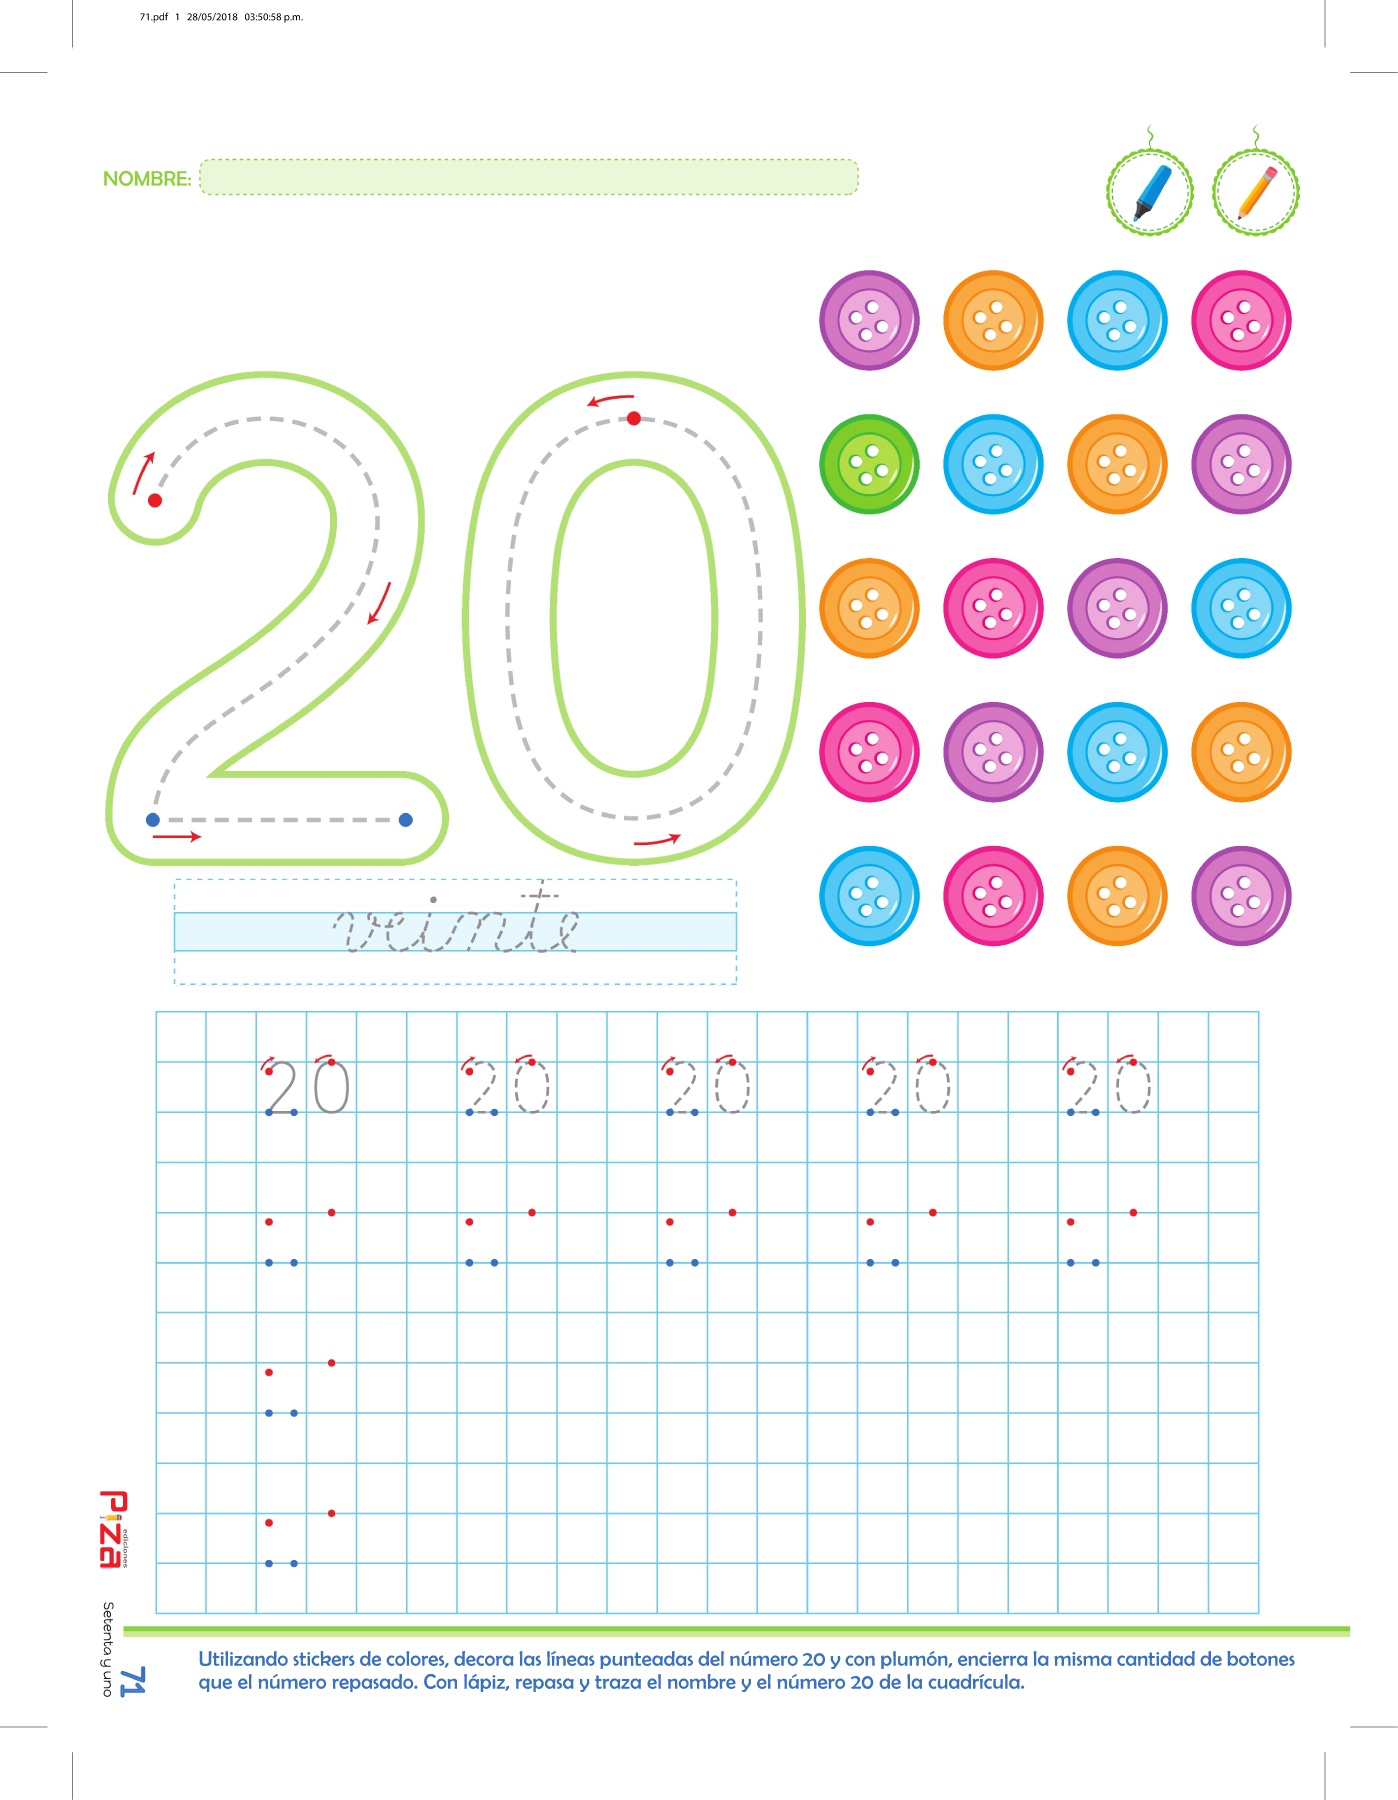 71.pdf 1 28/05/2018 03:50:58 p.m.
NOMBRE:
20
veinte
20 20 20 20 20
Piza
ediciones
Setenta y uno
71
Utilizando stickers de colores, decora las líneas punteadas del número 20 y con plumón, encierra la misma cantidad de botones
que el número repasado. Con lápiz, repasa y traza el nombre y el número 20 de la cuadrícula.